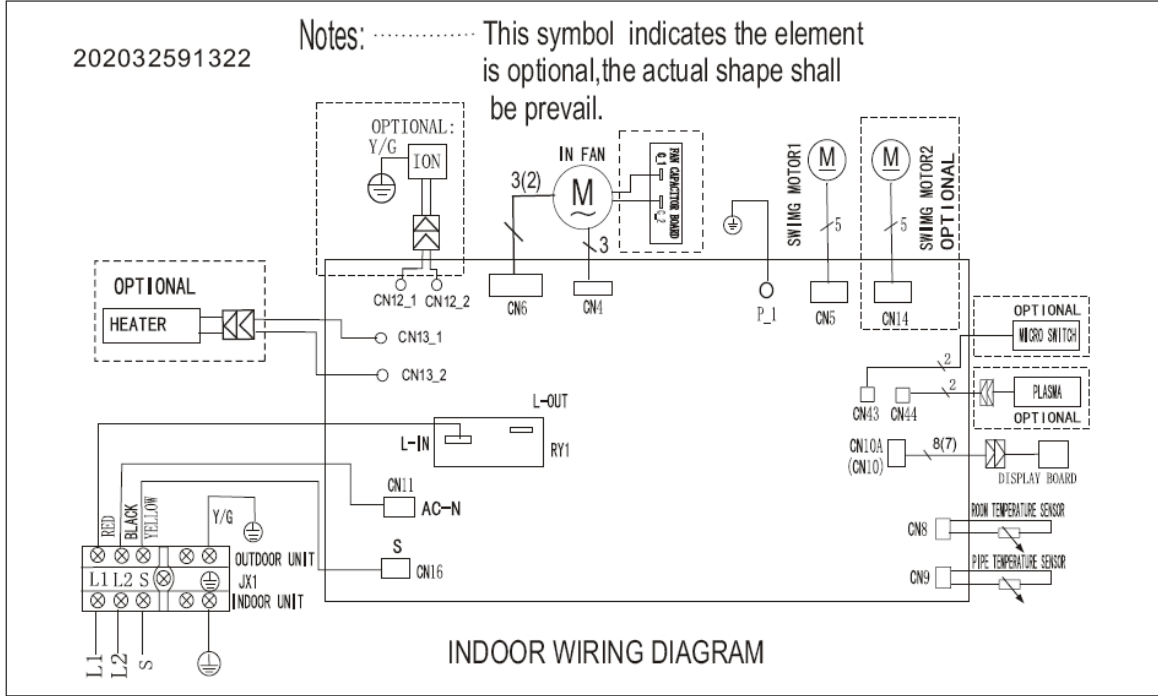 202032591322
Notes: ············ This symbol indicates the element
is optional,the actual shape shall
be prevail.
OPTIONAL:
Y/G
ION
CN12_1
CN12_2
IN FAN
M
3(2)
3
CN6
CN4
FAN CAPACITOR BOARD
C_1
C_2
P_1
SWIMG MOTOR1
M
5
CN5
SWIMG MOTOR2
OPTIONAL
M
5
CN14
OPTIONAL
HEATER
CN13_1
CN13_2
OPTIONAL
MICRO SWITCH
2
CN43
CN44
2
PLASMA
OPTIONAL
L-OUT
L-IN
RY1
CN10A
(CN10)
8(7)
DISPLAY BOARD
CN11
AC-N
S
CN16
CN8
ROOM TEMPERATURE SENSOR
CN9
PIPE TEMPERATURE SENSOR
RED
BLACK
YELLOW
Y/G
OUTDOOR UNIT
L1 L2 S
JX1
INDOOR UNIT
L1
L2
S
INDOOR WIRING DIAGRAM